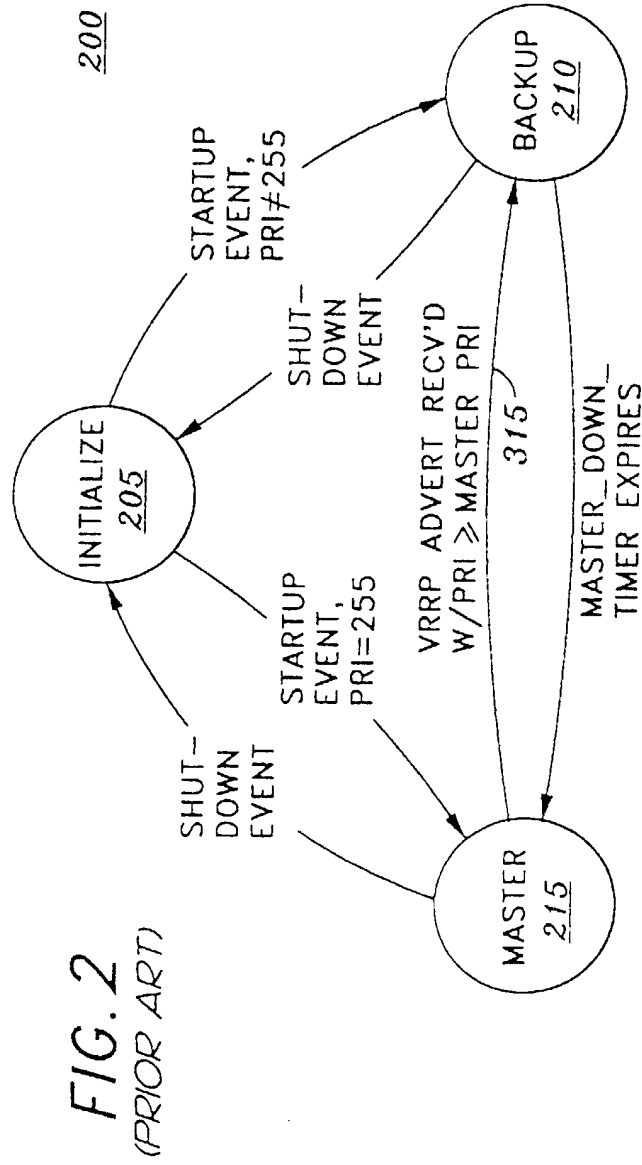 FIG. 2
(PRIOR ART)
200
INITIALIZE
205
STARTUP
EVENT,
PRI≠255
SHUT-
DOWN
EVENT
STARTUP
EVENT,
PRI=255
SHUT-
DOWN
EVENT
VRRP ADVERT RECV'D
W/PRI ≥ MASTER PRI
315
MASTER
215
BACKUP
210
MASTER_DOWN_
TIMER EXPIRES